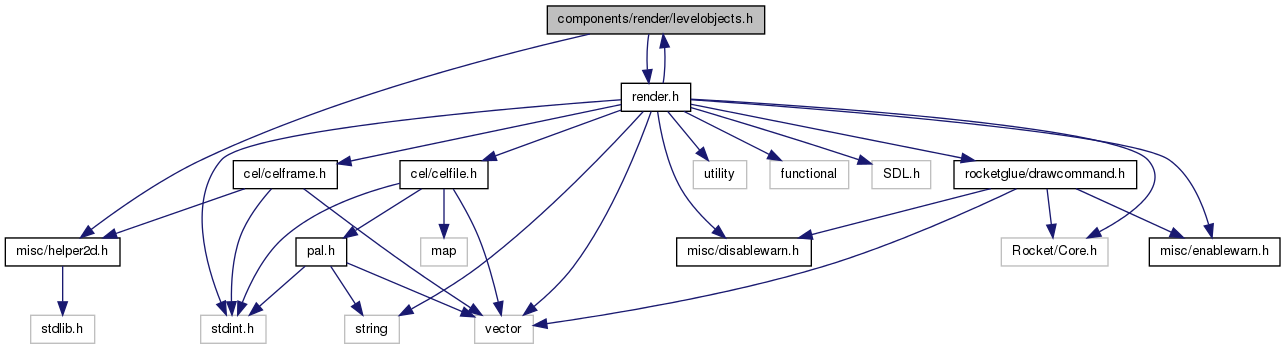 components/render/levelobjects.h
render.h
cel/celframe.h
cel/celfile.h
utility
functional
SDL.h
rocketglue/drawcommand.h
misc/helper2d.h
pal.h
map
misc/disablewarn.h
Rocket/Core.h
misc/enablewarn.h
stdlib.h
stdint.h
string
vector